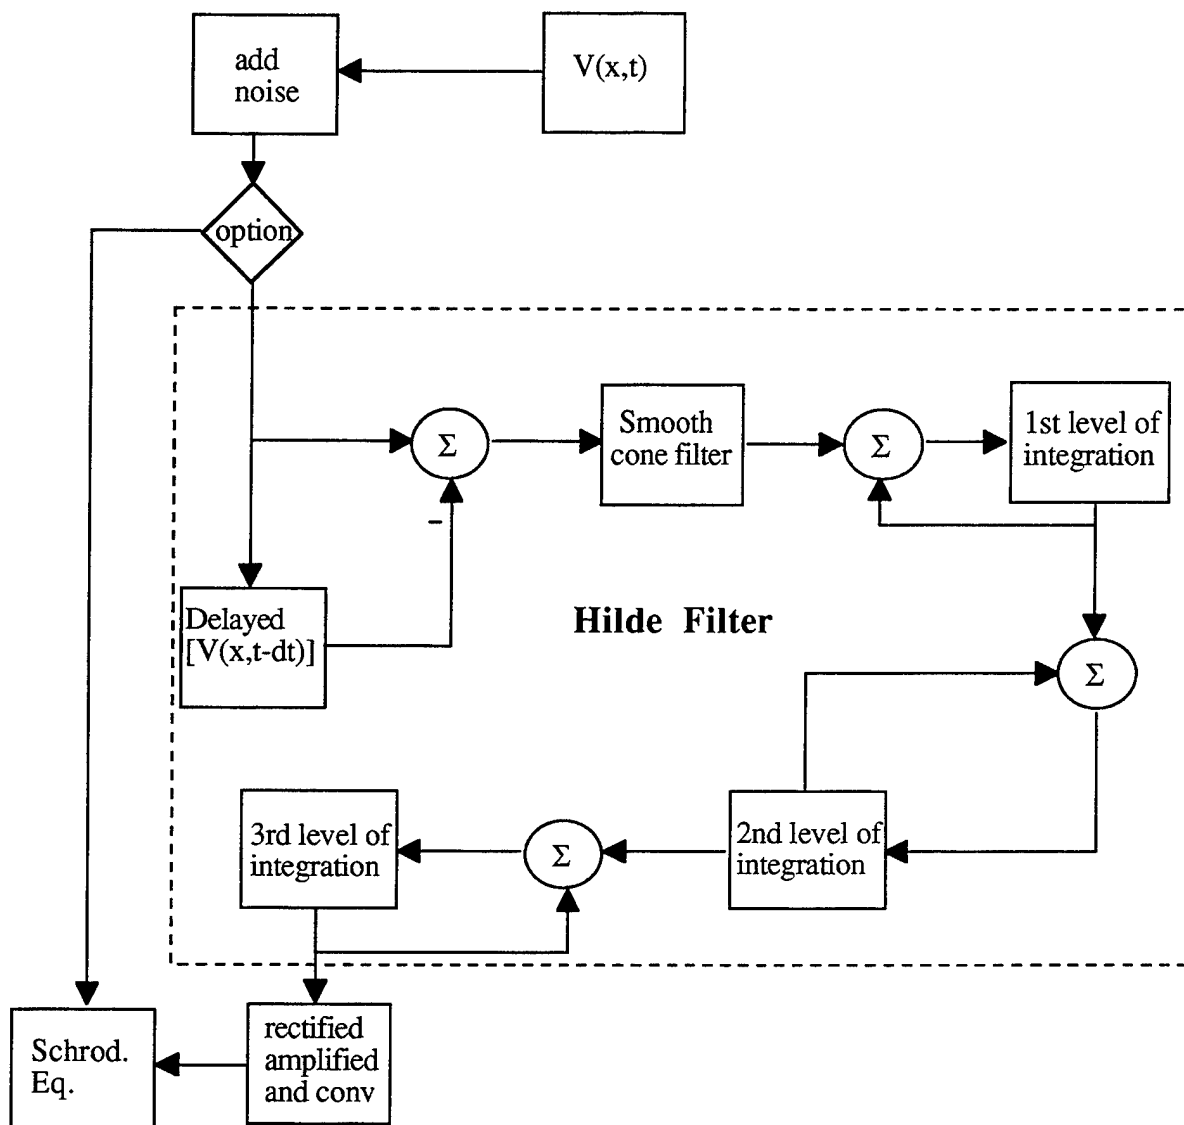 add
noise
V(x,t)
option
Σ
Smooth
cone filter
Σ
1st level of
integration
–
Delayed
[V(x,t-dt)]
Hilde Filter
Σ
3rd level of
integration
Σ
2nd level of
integration
Schrod.
Eq.
rectified
amplified
and conv